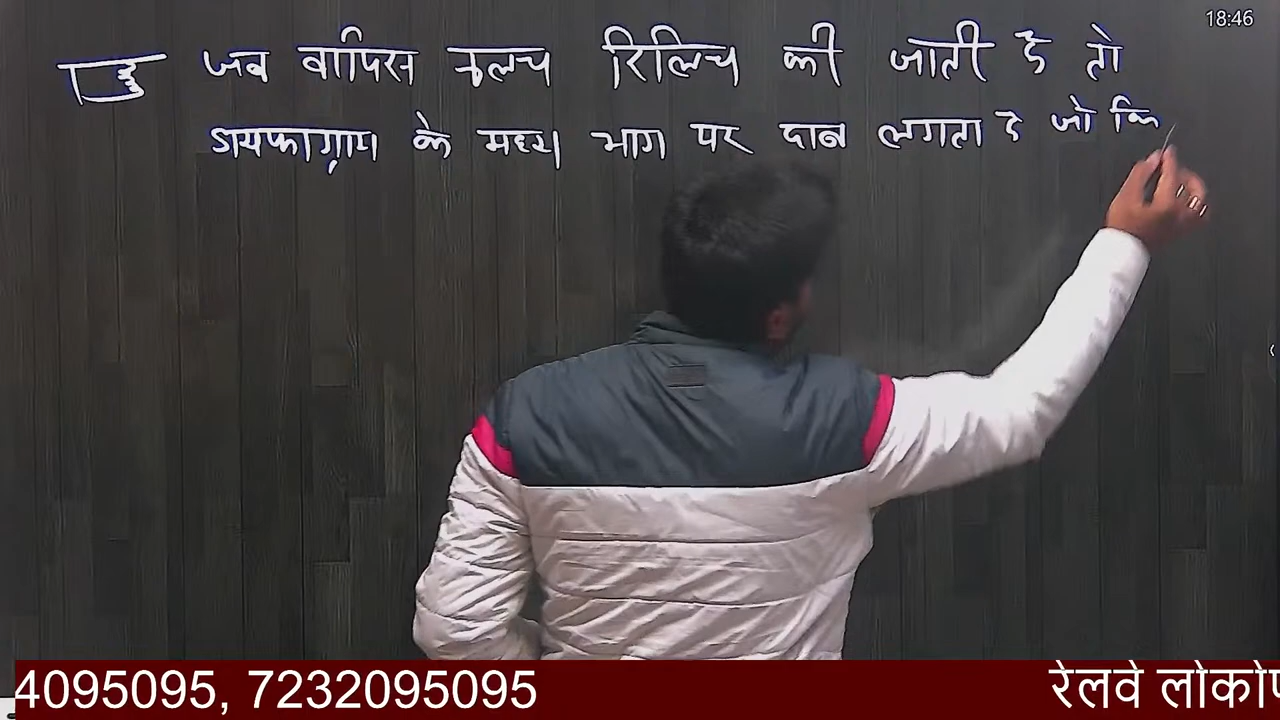 18:46
जब वापिस क्लच रिलिच की जाती है तो
डायफाग्राम के मध्य भाग पर दाब लगता है जो कि
4095095, 7232095095
रेलवे लोको